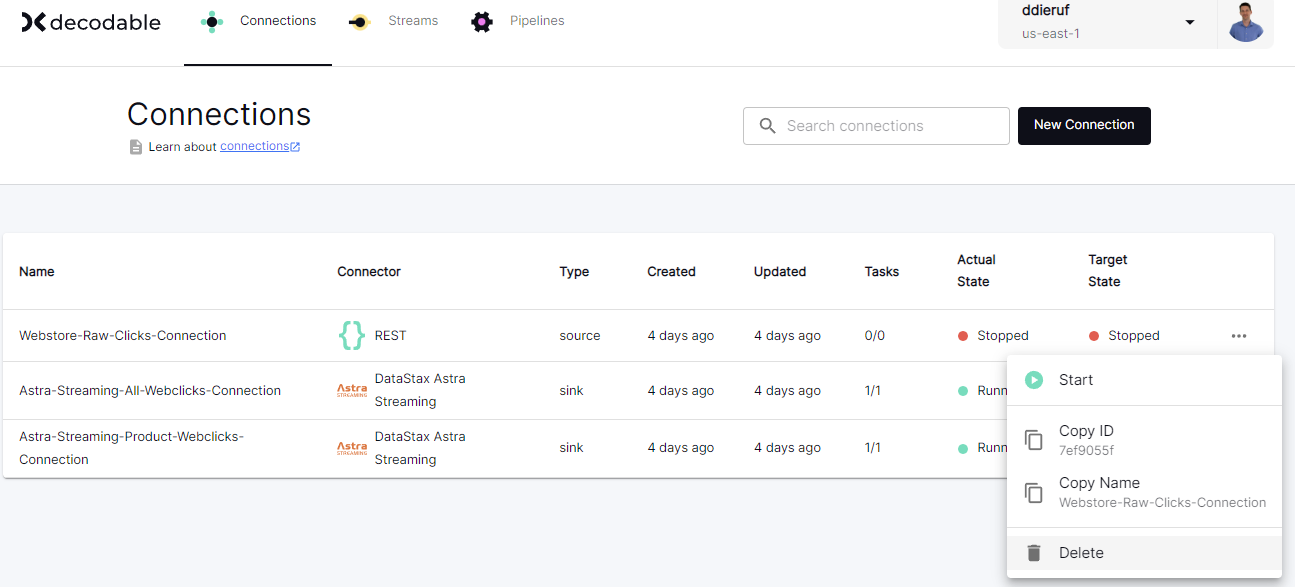 decodable
Connections
Streams
Pipelines
ddieruf
us-east-1
Connections
Learn about connections
Search connections
New Connection
Name
Connector
Type
Created
Updated
Tasks
Actual
State
Target
State
Webstore-Raw-Clicks-Connection
{}
REST
source
4 days ago
4 days ago
0/0
Stopped
Stopped
Astra-Streaming-All-Webclicks-Connection
Astra
STREAMING
DataStax Astra
Streaming
sink
4 days ago
4 days ago
1/1
Runn
Astra-Streaming-Product-Webclicks-
Connection
Astra
STREAMING
DataStax Astra
Streaming
sink
4 days ago
4 days ago
1/1
Runn
Start
Copy ID
7ef9055f
Copy Name
Webstore-Raw-Clicks-Connection
Delete